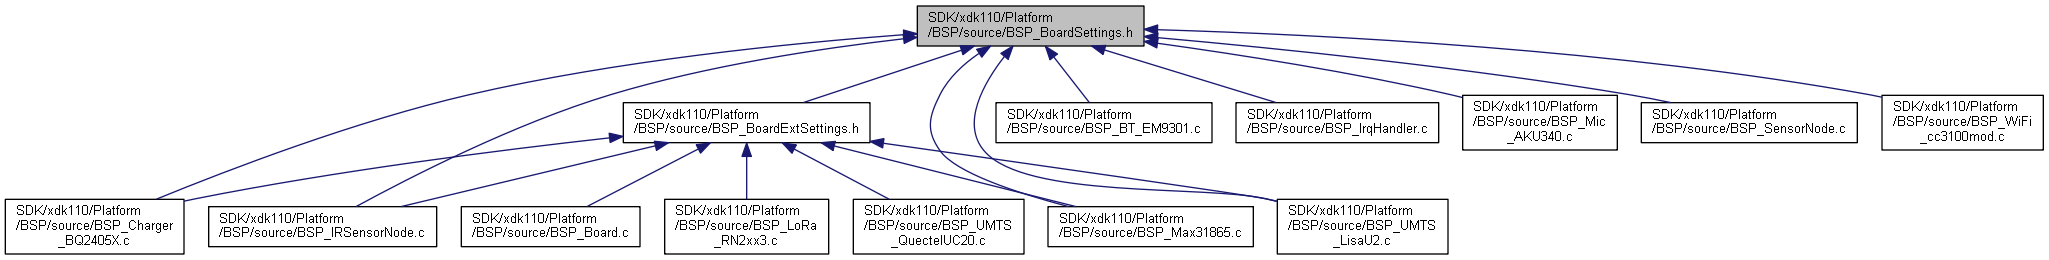 SDK/xdk110/Platform
/BSP/source/BSP_BoardSettings.h
SDK/xdk110/Platform
/BSP/source/BSP_BoardExtSettings.h
SDK/xdk110/Platform
/BSP/source/BSP_BT_EM9301.c
SDK/xdk110/Platform
/BSP/source/BSP_IrqHandler.c
SDK/xdk110/Platform
/BSP/source/BSP_Mic
_AKU340.c
SDK/xdk110/Platform
/BSP/source/BSP_SensorNode.c
SDK/xdk110/Platform
/BSP/source/BSP_WiFi
_cc3100mod.c
SDK/xdk110/Platform
/BSP/source/BSP_Charger
_BQ2405X.c
SDK/xdk110/Platform
/BSP/source/BSP_IRSensorNode.c
SDK/xdk110/Platform
/BSP/source/BSP_Board.c
SDK/xdk110/Platform
/BSP/source/BSP_LoRa
_RN2xx3.c
SDK/xdk110/Platform
/BSP/source/BSP_UMTS
_QuectelUC20.c
SDK/xdk110/Platform
/BSP/source/BSP_Max31865.c
SDK/xdk110/Platform
/BSP/source/BSP_UMTS
_LisaU2.c